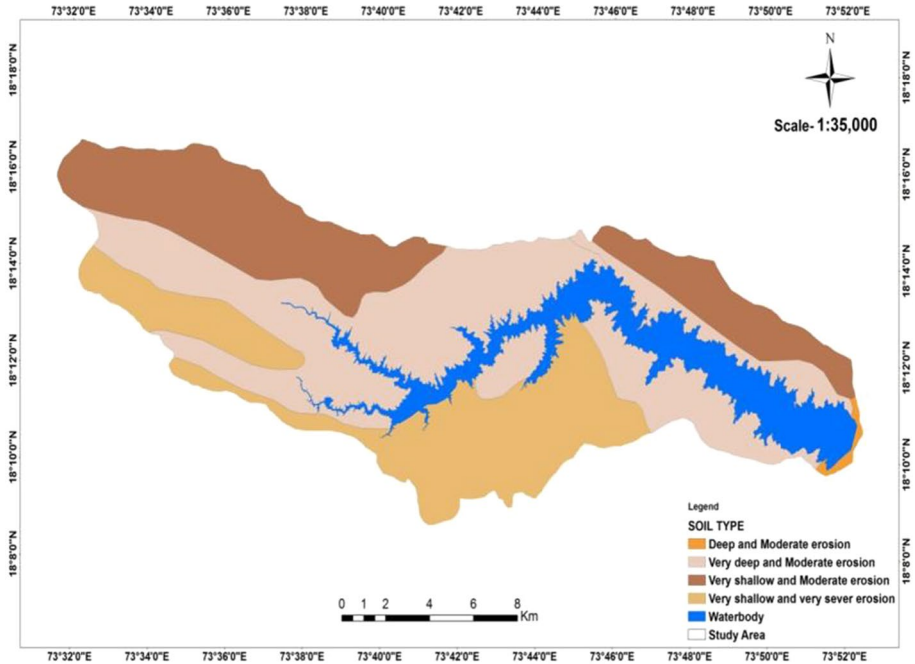 73°32'0"E 73°34'0"E 73°36'0"E 73°38'0"E 73°40'0"E 73°42'0"E 73°44'0"E 73°46'0"E 73°48'0"E 73°50'0"E 73°52'0"E
N
Scale- 1:35,000
18°18'0"N 18°18'0"N
18°16'0"N 18°16'0"N
18°14'0"N 18°14'0"N
18°12'0"N 18°12'0"N
18°10'0"N 18°10'0"N
18°8'0"N 18°8'0"N
Legend
SOIL TYPE
Deep and Moderate erosion
Very deep and Moderate erosion
Very shallow and Moderate erosion
Very shallow and very sever erosion
Waterbody
Study Area
0 1 2 4 6 8
Km
73°32'0"E 73°34'0"E 73°36'0"E 73°38'0"E 73°40'0"E 73°42'0"E 73°44'0"E 73°46'0"E 73°48'0"E 73°50'0"E 73°52'0"E